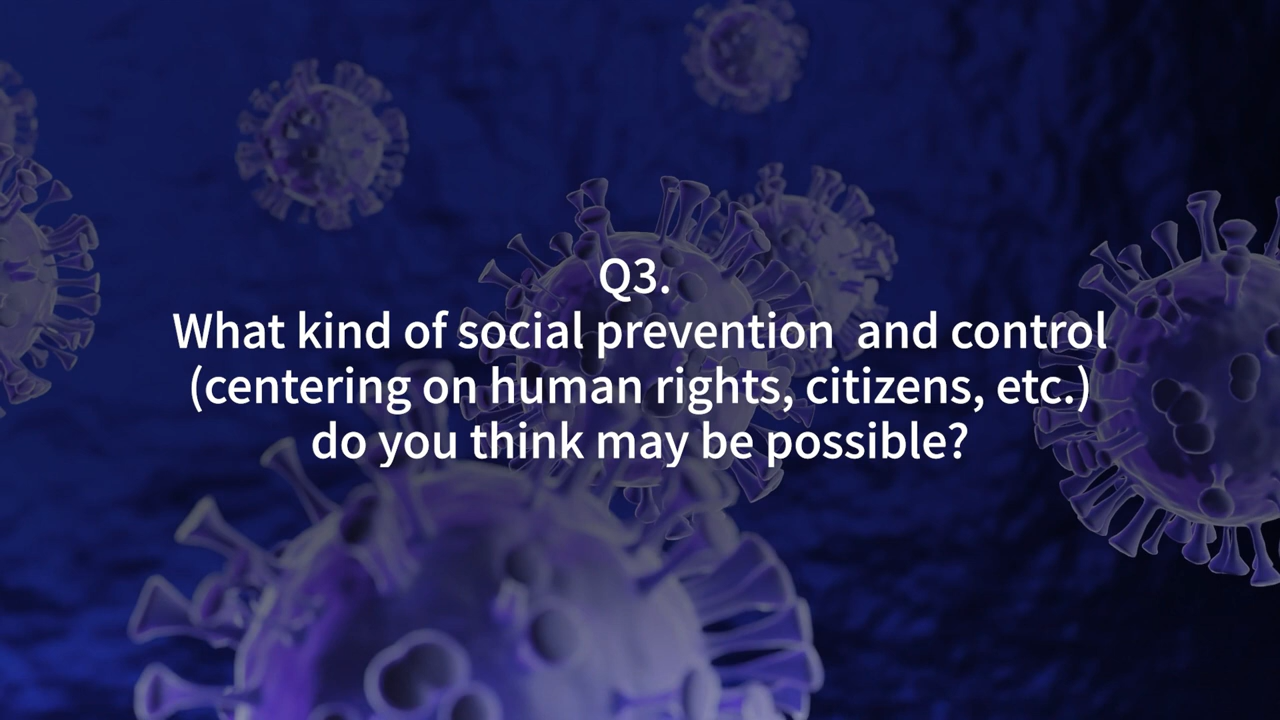 Q3.
What kind of social prevention  and control
(centering on human rights, citizens, etc.)
do you think may be possible?